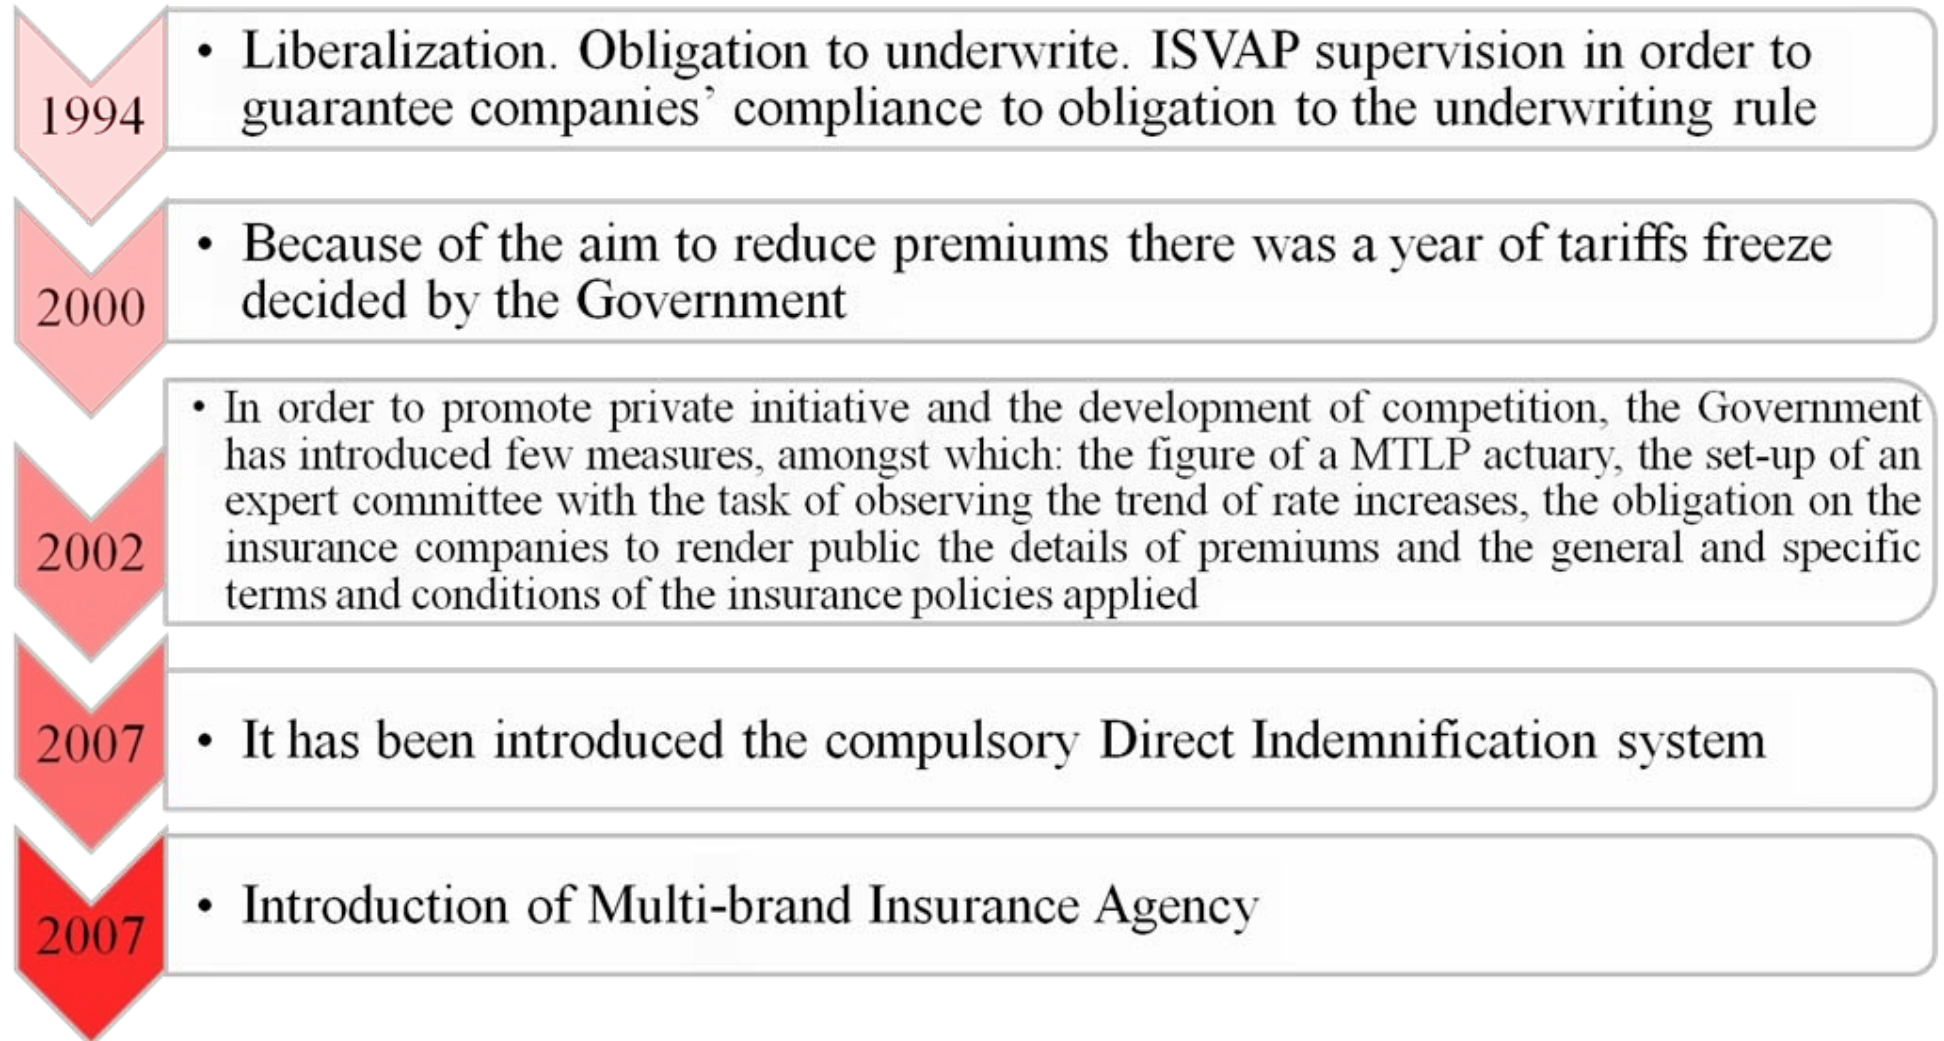 1994
• Liberalization. Obligation to underwrite. ISVAP supervision in order to
guarantee companies’ compliance to obligation to the underwriting rule
2000
• Because of the aim to reduce premiums there was a year of tariffs freeze
decided by the Government
2002
• In order to promote private initiative and the development of competition, the Government
has introduced few measures, amongst which: the figure of a MTLP actuary, the set-up of an
expert committee with the task of observing the trend of rate increases, the obligation on the
insurance companies to render public the details of premiums and the general and specific
terms and conditions of the insurance policies applied
2007
• It has been introduced the compulsory Direct Indemnification system
2007
• Introduction of Multi-brand Insurance Agency